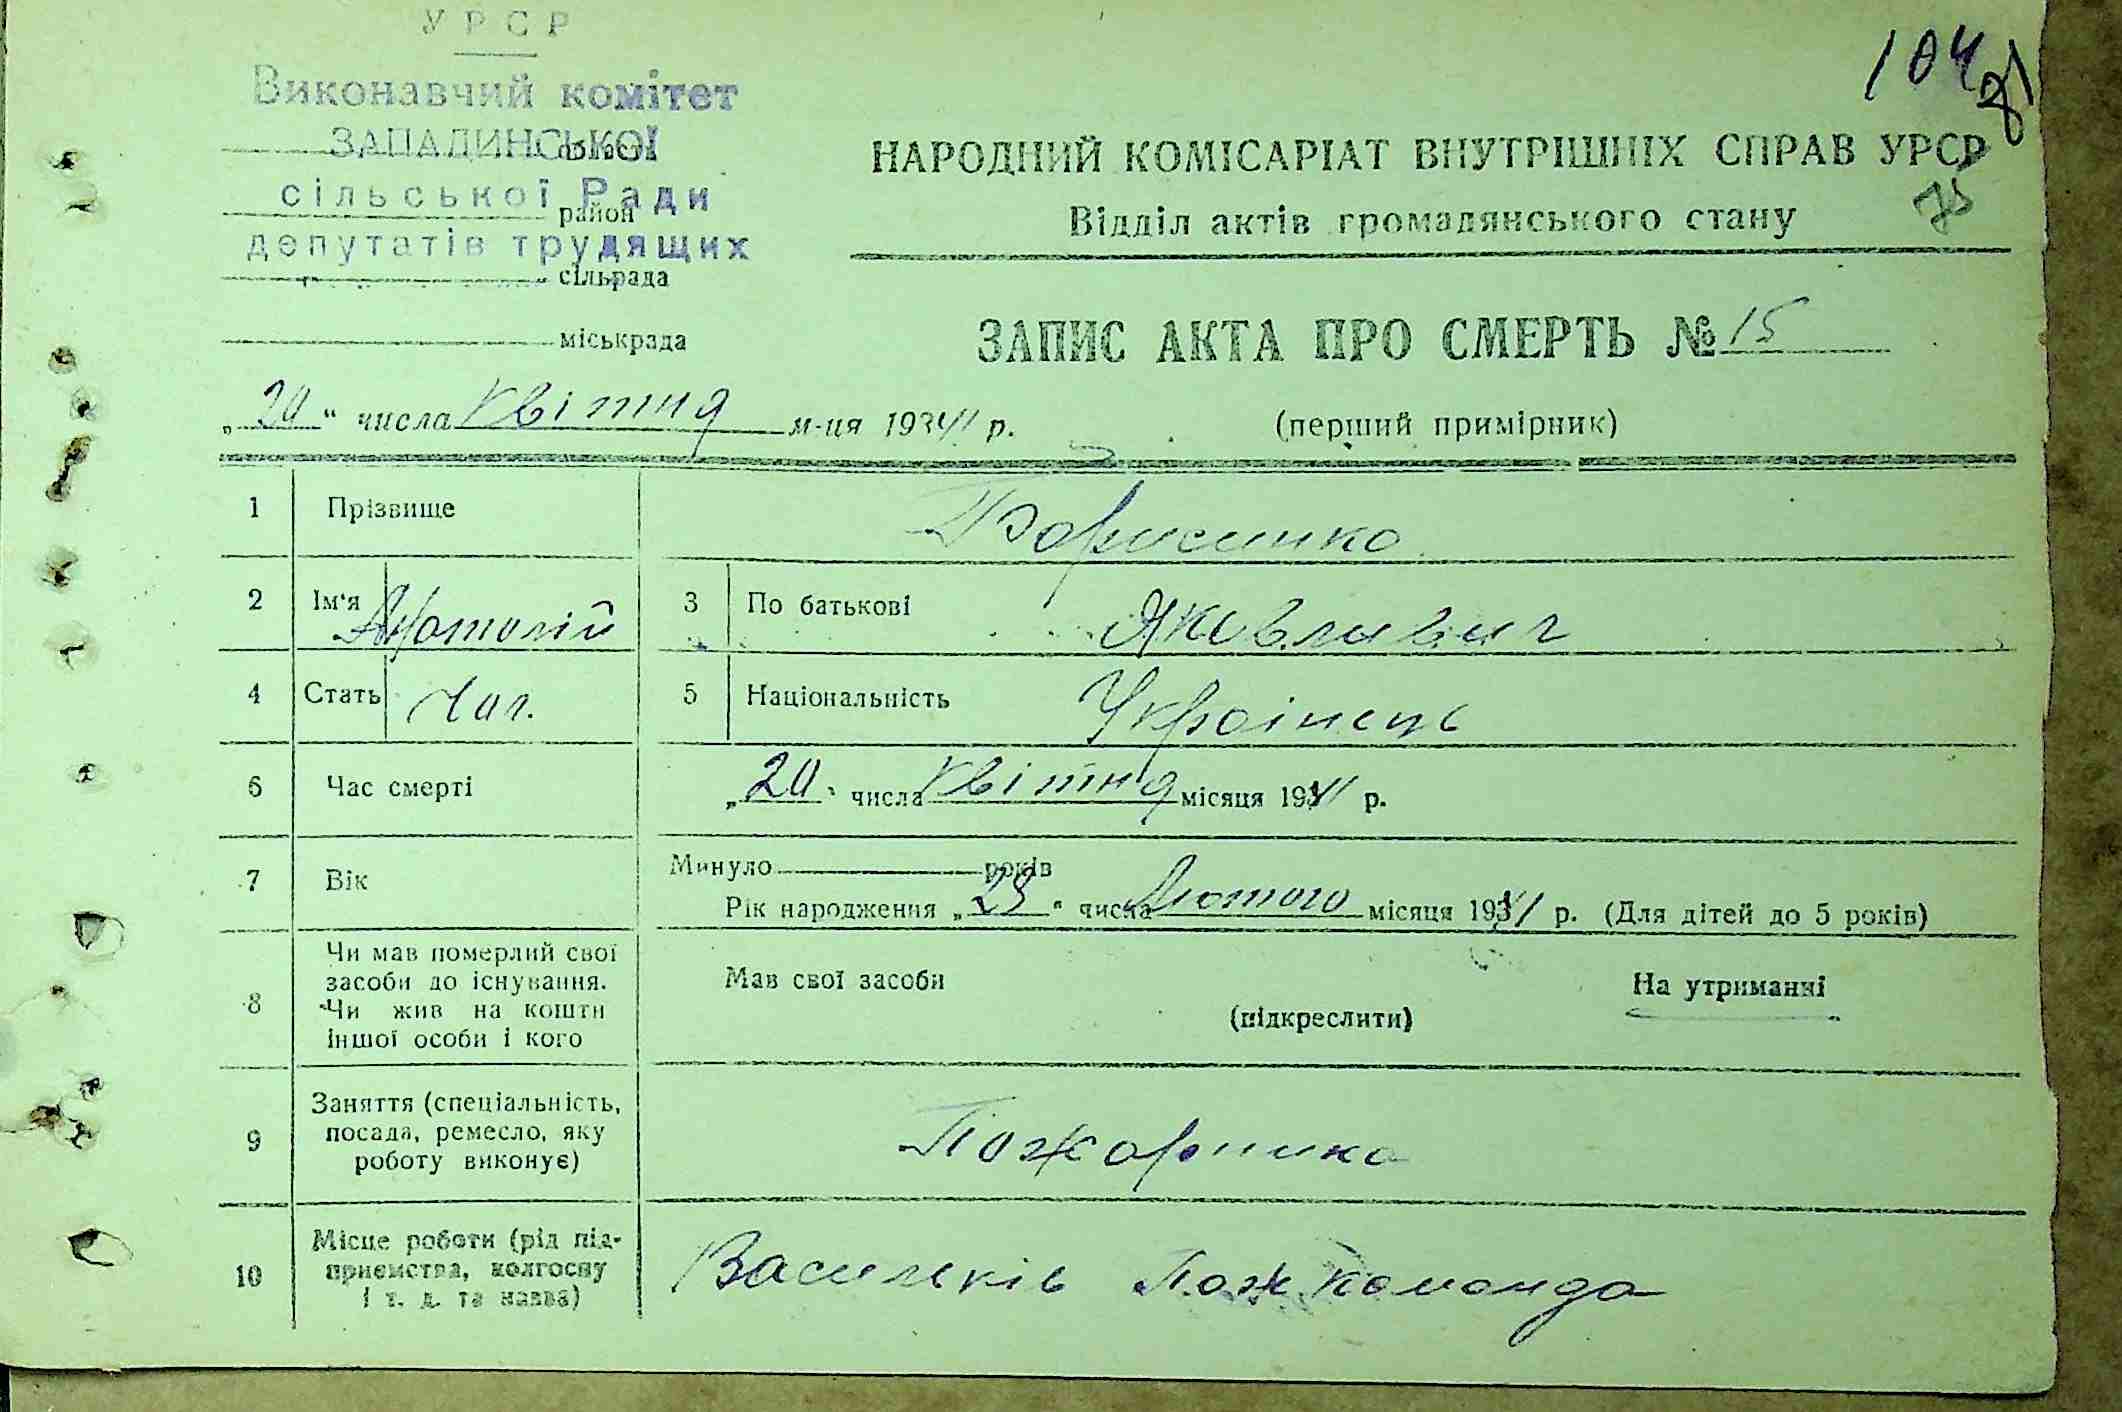 УРСР
Виконавчий комітет
ЗАПАДИНСЬКОЇ
сільської Ради
район
депутатів трудящих
сільрада
міськрада
104
НАРОДНИЙ КОМІСАРІАТ ВНУТРІШНІХ СПРАВ УРСР
Відділ актів громадянського стану
75
ЗАПИС АКТА ПРО СМЕРТЬ № 15
(перший примірник)
„20“ числа квітня м-ця 1941 р.
1 Прізвище Борисенко
2 Ім'я Анатолій 3 По батькові Яковлевич
4 Стать Чол. 5 Національність Українець
6 Час смерті „20“ числа квітня місяця 1941 р.
7 Вік Минуло років
Рік народження „23“ числа Лютого місяця 1941 р. (Для дітей до 5 років)
8 Чи мав померлий свої засоби до існування. Чи жив на кошти іншої особи і кого
Мав свої засоби (підкреслити) На утриманні
9 Заняття (спеціальність, посада, ремесло, яку роботу виконує) Пожарника
10 Місце роботи (рід підприємства, колгоспу і т. д. та назва) Васильків Пож команда